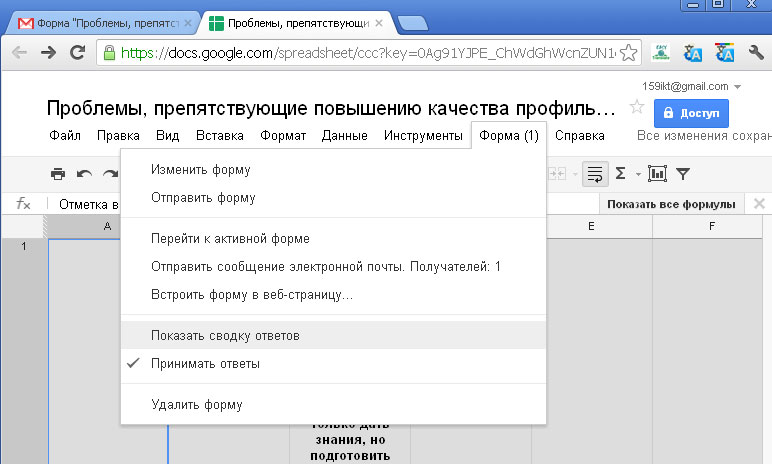 Форма "Проблемы, препятст
Проблемы, препятствующи
https://docs.google.com/spreadsheet/ccc?key=0Ag91YJPE_ChWdGhWcnZUN1
159ikt@gmail.com
Проблемы, препятствующие повышению качества профиль…
Доступ
Файл Правка Вид Вставка Формат Данные Инструменты Форма (1) Справка Все изменения сохран
Изменить форму
Отправить форму
fx Отметка в Показать все формулы
A E F
1
Перейти к активной форме
Отправить сообщение электронной почты. Получателей: 1
Встроить форму в веб-страницу...
Показать сводку ответов
Принимать ответы
Удалить форму
только дать
знания, но
подготовить